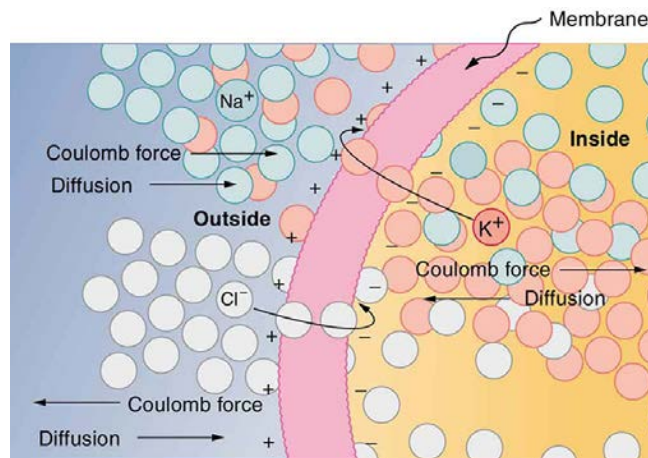 Membrane
Na+
Inside
Coulomb force
Diffusion
Outside
K+
Coulomb force
Cl−
Diffusion
Coulomb force
Diffusion